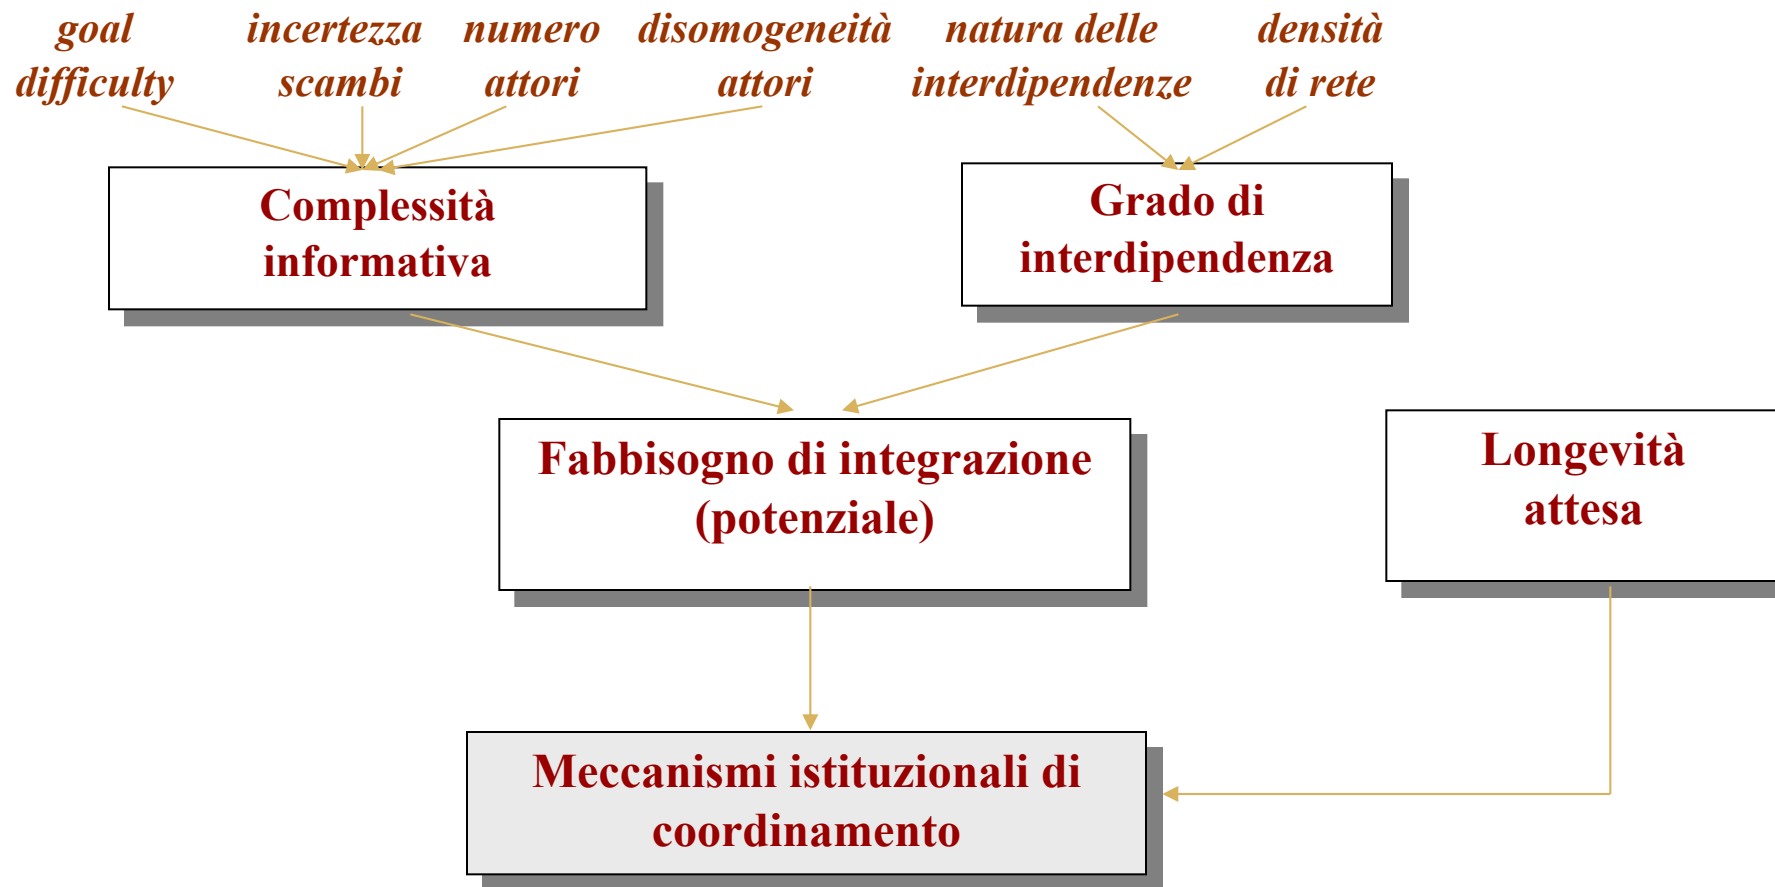 goal
difficulty
incertezza
scambi
numero
attori
disomogeneità
attori
natura delle
interdipendenze
densità
di rete
Complessità
informativa
Grado di
interdipendenza
Fabbisogno di integrazione
(potenziale)
Longevità
attesa
Meccanismi istituzionali di
coordinamento